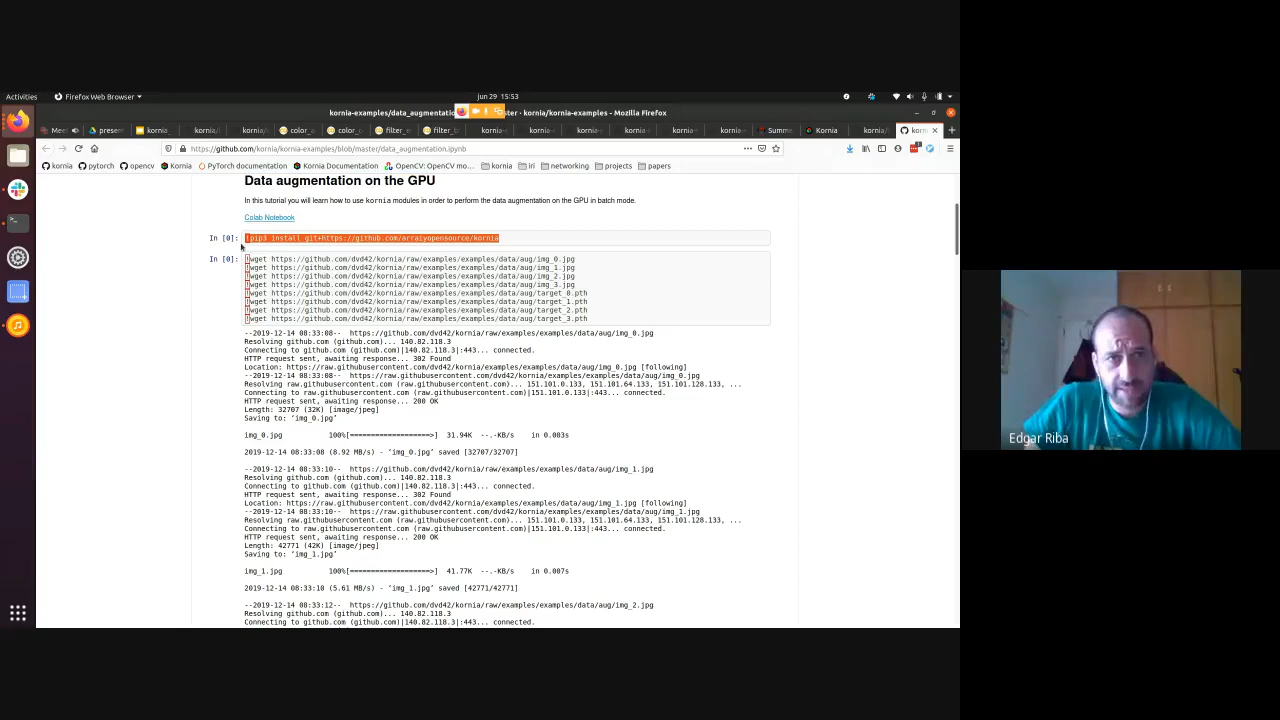 Activities
Firefox Web Browser
jun 29 15:53
kornia-examples/data_augmentatio
ster · kornia/kornia-examples - Mozilla Firefox
Mee
presen
kornia_
kornia/
kornia/
color_a
color_
filter_e
filter_b
kornia-
kornia-
kornia-
kornia-
kornia-
kornia-
Summe
Kornia
kornia/
korn
https://github.com/kornia/kornia-examples/blob/master/data_augmentation.ipynb
kornia
pytorch
opencv
Kornia
PyTorch documentation
Kornia Documentation
OpenCV: OpenCV mo...
kornia
iri
networking
projects
papers
Data augmentation on the GPU
In this tutorial you will learn how to use kornia modules in order to perform the data augmentation on the GPU in batch mode.
Colab Notebook
In [0]: !pip3 install git+https://github.com/arraiyopensource/kornia
In [0]: !wget https://github.com/dvd42/kornia/raw/examples/examples/data/aug/img_0.jpg
!wget https://github.com/dvd42/kornia/raw/examples/examples/data/aug/img_1.jpg
!wget https://github.com/dvd42/kornia/raw/examples/examples/data/aug/img_2.jpg
!wget https://github.com/dvd42/kornia/raw/examples/examples/data/aug/img_3.jpg
!wget https://github.com/dvd42/kornia/raw/examples/examples/data/aug/target_0.pth
!wget https://github.com/dvd42/kornia/raw/examples/examples/data/aug/target_1.pth
!wget https://github.com/dvd42/kornia/raw/examples/examples/data/aug/target_2.pth
!wget https://github.com/dvd42/kornia/raw/examples/examples/data/aug/target_3.pth
--2019-12-14 08:33:08-- https://github.com/dvd42/kornia/raw/examples/examples/data/aug/img_0.jpg
Resolving github.com (github.com)... 140.82.118.3
Connecting to github.com (github.com)|140.82.118.3|:443... connected.
HTTP request sent, awaiting response... 302 Found
Location: https://raw.githubusercontent.com/dvd42/kornia/examples/examples/data/aug/img_0.jpg [following]
--2019-12-14 08:33:08-- https://raw.githubusercontent.com/dvd42/kornia/examples/examples/data/aug/img_0.jpg
Resolving raw.githubusercontent.com (raw.githubusercontent.com)... 151.101.0.133, 151.101.64.133, 151.101.128.133, ...
Connecting to raw.githubusercontent.com (raw.githubusercontent.com)|151.101.0.133|:443... connected.
HTTP request sent, awaiting response... 200 OK
Length: 32707 (32K) [image/jpeg]
Saving to: ‘img_0.jpg’
img_0.jpg 100%[===================>] 31.94K --.-KB/s in 0.003s
2019-12-14 08:33:08 (8.92 MB/s) - ‘img_0.jpg’ saved [32707/32707]
--2019-12-14 08:33:10-- https://github.com/dvd42/kornia/raw/examples/examples/data/aug/img_1.jpg
Resolving github.com (github.com)... 140.82.118.3
Connecting to github.com (github.com)|140.82.118.3|:443... connected.
HTTP request sent, awaiting response... 302 Found
Location: https://raw.githubusercontent.com/dvd42/kornia/examples/examples/data/aug/img_1.jpg [following]
--2019-12-14 08:33:10-- https://raw.githubusercontent.com/dvd42/kornia/examples/examples/data/aug/img_1.jpg
Resolving raw.githubusercontent.com (raw.githubusercontent.com)... 151.101.0.133, 151.101.64.133, 151.101.128.133, ...
Connecting to raw.githubusercontent.com (raw.githubusercontent.com)|151.101.0.133|:443... connected.
HTTP request sent, awaiting response... 200 OK
Length: 42771 (42K) [image/jpeg]
Saving to: ‘img_1.jpg’
img_1.jpg 100%[===================>] 41.77K --.-KB/s in 0.007s
2019-12-14 08:33:10 (5.61 MB/s) - ‘img_1.jpg’ saved [42771/42771]
--2019-12-14 08:33:12-- https://github.com/dvd42/kornia/raw/examples/examples/data/aug/img_2.jpg
Resolving github.com (github.com)... 140.82.118.3
Connecting to github.com (github.com)|140.82.118.3|:443... connected.
Edgar Riba